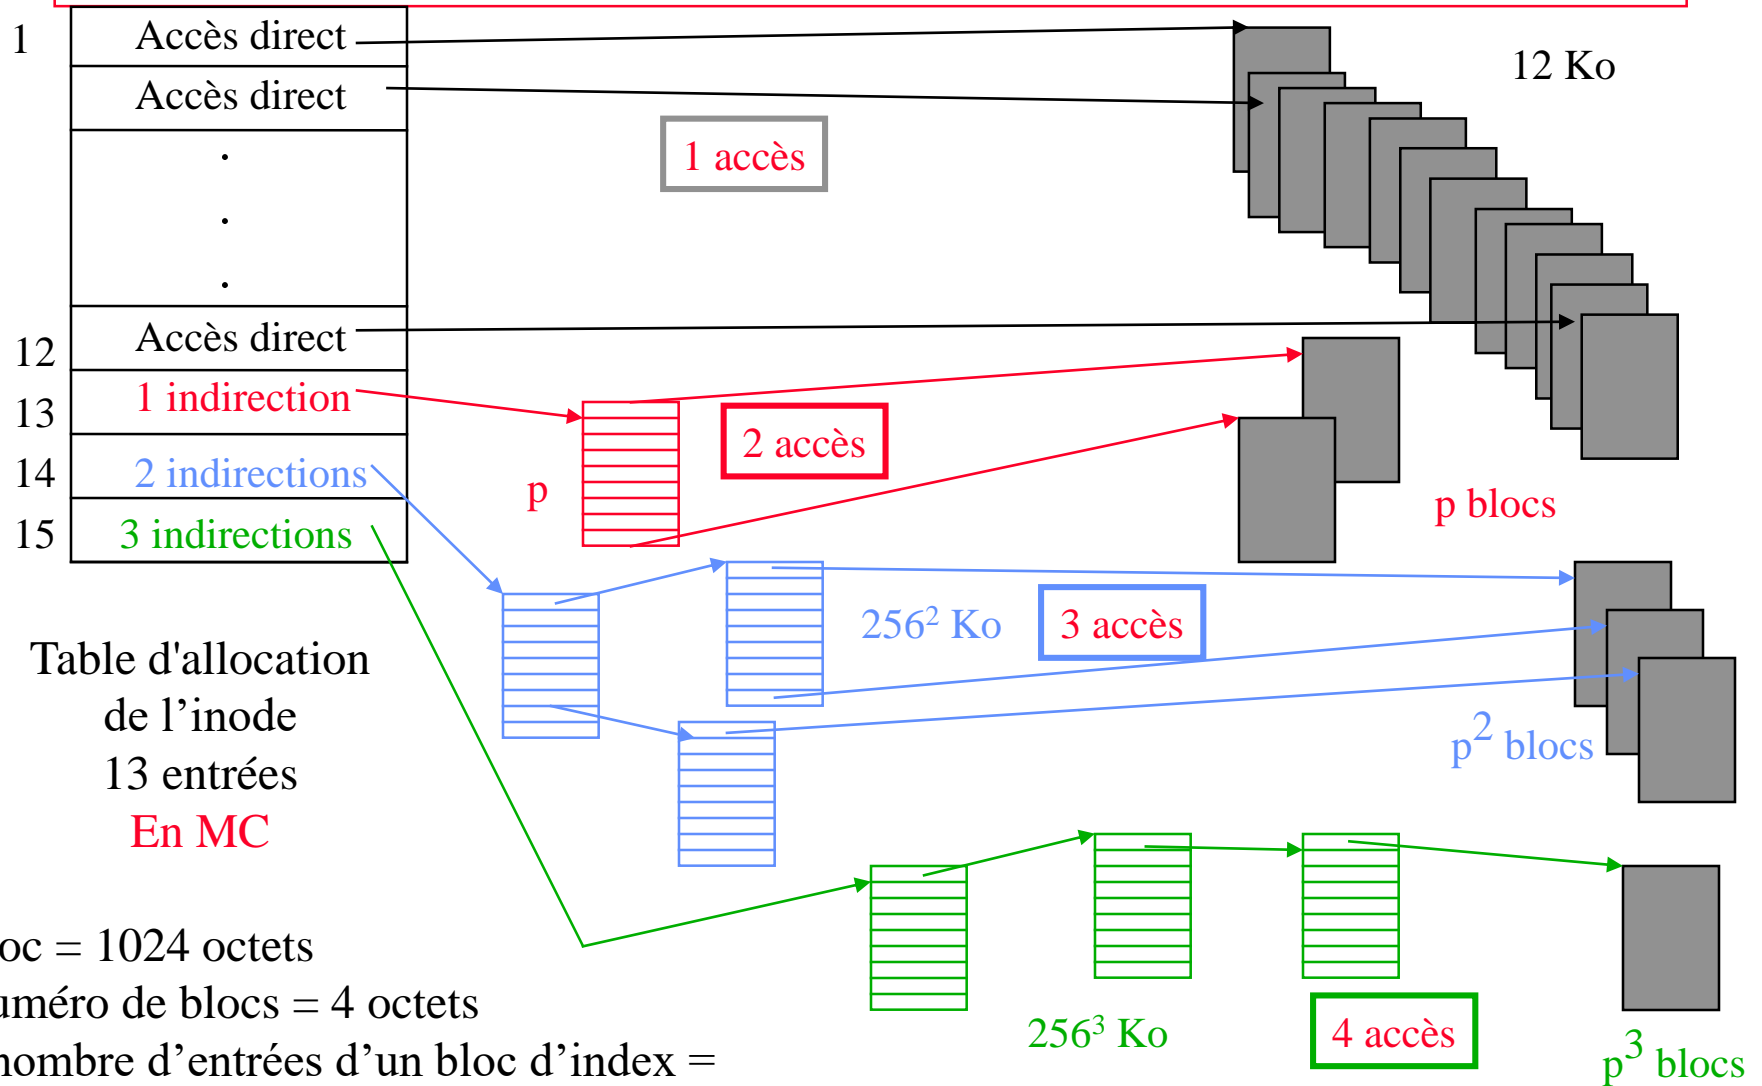 1
Accès direct
12 Ko
Accès direct
1 accès
.
.
.
12
Accès direct
13
1 indirection
2 accès
14
2 indirections
p
p blocs
15
3 indirections
256² Ko
3 accès
Table d'allocation
de l’inode
13 entrées
En MC
p² blocs
oc = 1024 octets
uméro de blocs = 4 octets
nombre d’entrées d’un bloc d’index =
256³ Ko
4 accès
p³ blocs